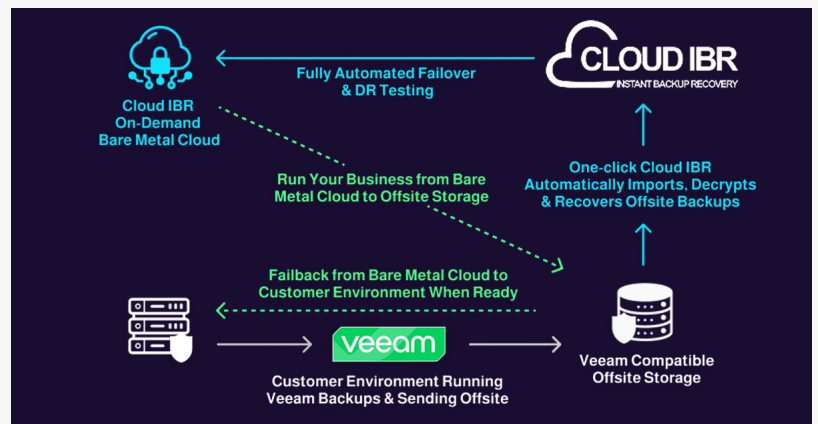 CLOUD IBR
INSTANT BACKUP RECOVERY
Fully Automated Failover
& DR Testing
Cloud IBR
On-Demand
Bare Metal Cloud
One-click Cloud IBR
Automatically Imports, Decrypts
& Recovers Offsite Backups
Run Your Business from Bare
Metal Cloud to Offsite Storage
Failback from Bare Metal Cloud to
Customer Environment When Ready
veeam
Customer Environment Running
Veeam Backups & Sending Offsite
Veeam Compatible
Offsite Storage